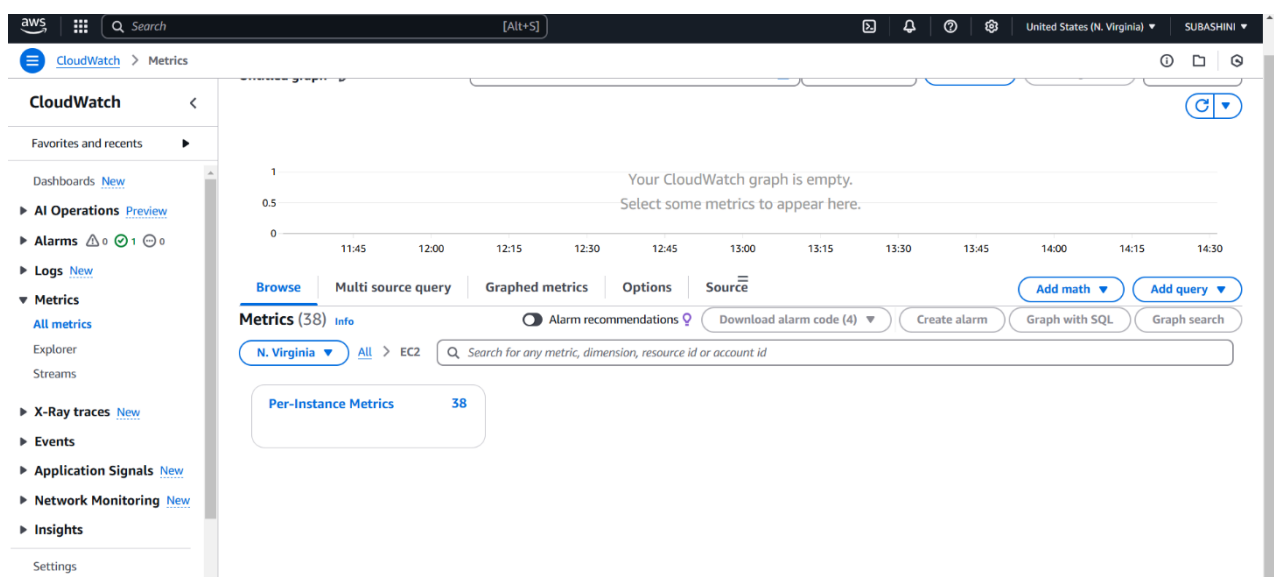 aws Search [Alt+S] United States (N. Virginia) SUBASHINI
CloudWatch > Metrics
CloudWatch
Favorites and recents
Dashboards New
AI Operations Preview
Alarms 0 1 0
Logs New
Metrics
All metrics
Explorer
Streams
X-Ray traces New
Events
Application Signals New
Network Monitoring New
Insights
Settings
Untitled graph
1
0.5
0
Your CloudWatch graph is empty.
Select some metrics to appear here.
11:45 12:00 12:15 12:30 12:45 13:00 13:15 13:30 13:45 14:00 14:15 14:30
Browse Multi source query Graphed metrics Options Source Add math Add query
Metrics (38) Info Alarm recommendations Download alarm code (4) Create alarm Graph with SQL Graph search
N. Virginia All > EC2 Search for any metric, dimension, resource id or account id
Per-Instance Metrics 38